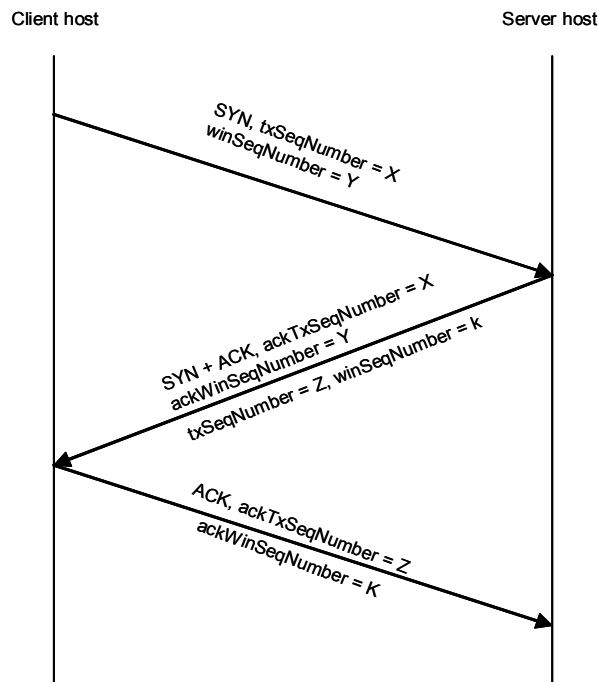 Client host
Server host
SYN, txSeqNumber = X
winSeqNumber = Y
SYN + ACK, ackTxSeqNumber = X
ackWinSeqNumber = Y
txSeqNumber = Z, winSeqNumber = k
ACK, ackTxSeqNumber = Z
ackWinSeqNumber = K